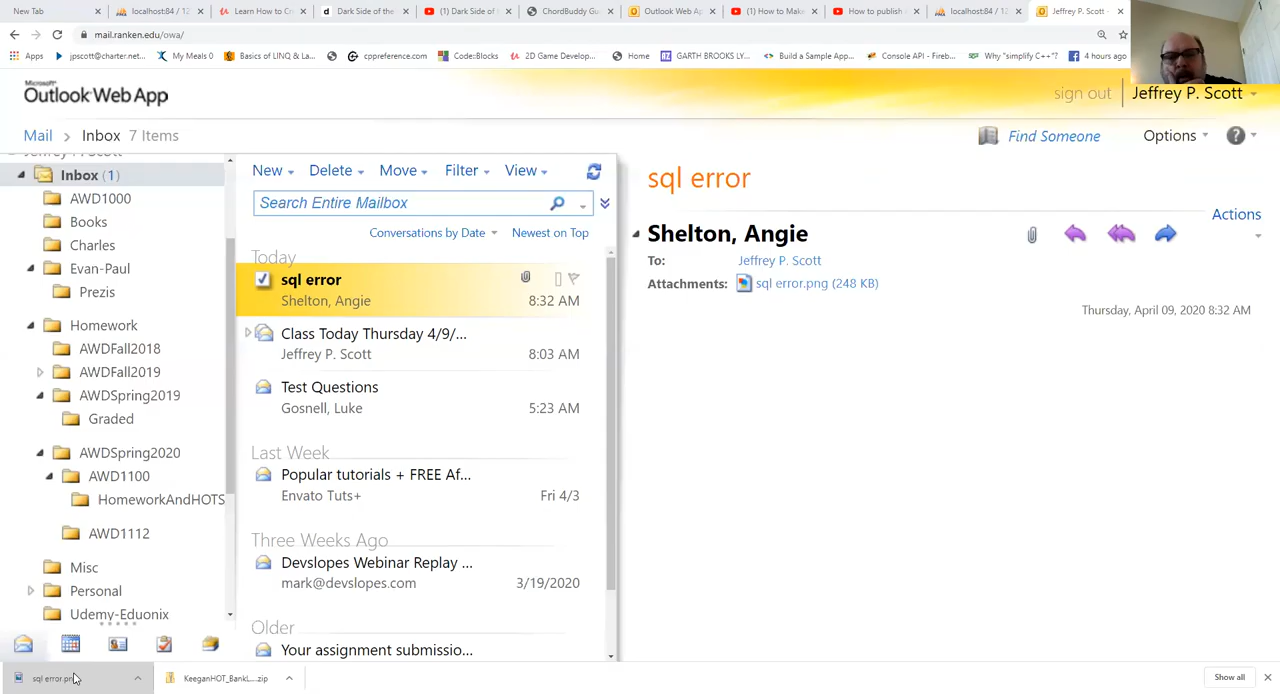 New Tab
localhost:84 / 12
Learn How to Cr
Dark Side of the
(1) Dark Side of
ChordBuddy Gu
Outlook Web Ap
(1) How to Make
How to publish
localhost:84 / 12
Jeffrey P. Scott -
mail.ranken.edu/owa/
Apps
jpscott@charter.net...
My Meals 0
Basics of LINQ & La...
cppreference.com
Code::Blocks
2D Game Develop...
Home
GARTH BROOKS LY...
Build a Sample App...
Console API - Fireb...
Why "simplify C++"?
4 hours ago
Microsoft
Outlook Web App
sign out
Jeffrey P. Scott
Mail > Inbox 7 Items
Find Someone
Options
Jeffrey P. Scott
Inbox (1)
AWD1000
Books
Charles
Evan-Paul
Prezis
Homework
AWDFall2018
AWDFall2019
AWDSpring2019
Graded
AWDSpring2020
AWD1100
HomeworkAndHOTS
AWD1112
Misc
Personal
Udemy-Eduonix
New
Delete
Move
Filter
View
Search Entire Mailbox
Conversations by Date
Newest on Top
Today
sql error
Shelton, Angie
8:32 AM
Class Today Thursday 4/9/...
Jeffrey P. Scott
8:03 AM
Test Questions
Gosnell, Luke
5:23 AM
Last Week
Popular tutorials + FREE Af...
Envato Tuts+
Fri 4/3
Three Weeks Ago
Devslopes Webinar Replay ...
mark@devslopes.com
3/19/2020
Older
Your assignment submissio...
sql error
Actions
Shelton, Angie
To: Jeffrey P. Scott
Attachments: sql error.png (248 KB)
Thursday, April 09, 2020 8:32 AM
sql error.png
KeeganHOT_BankL...zip
Show all